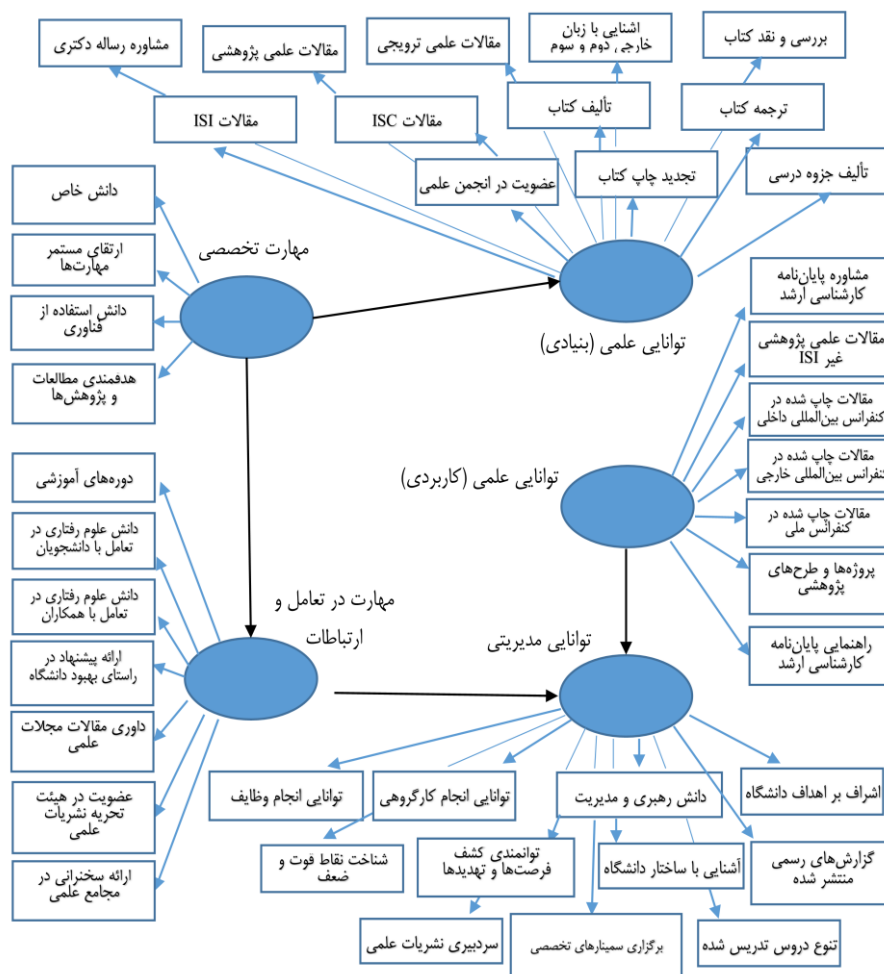 مشاوره رساله دکتری
مقالات علمی پژوهشی
مقالات علمی ترویجی
اشنایی با زبان
خارجی دوم و سوم
بررسی و نقد کتاب
مقالات ISI
مقالات ISC
تألیف کتاب
ترجمه کتاب
عضویت در انجمن علمی
تجدید چاپ کتاب
تألیف جزوه درسی
دانش خاص
ارتقای مستمر
مهارت‌ها
دانش استفاده از
فناوری
هدفمندی مطالعات
و پژوهش‌ها
مهارت تخصصی
توانایی علمی (بنیادی)
مشاوره پایان‌نامه
کارشناسی ارشد
مقالات علمی پژوهشی
غیر ISI
مقالات چاپ شده در
کنفرانس بین‌المللی داخلی
مقالات چاپ شده در
کنفرانس بین‌المللی خارجی
مقالات چاپ شده در
کنفرانس ملی
پروژه‌ها و طرح‌های
پژوهشی
راهنمایی پایان‌نامه
کارشناسی ارشد
توانایی علمی (کاربردی)
دوره‌های آموزشی
دانش علوم رفتاری در
تعامل با دانشجویان
دانش علوم رفتاری در
تعامل با همکاران
ارائه پیشنهاد در
راستای بهبود دانشگاه
داوری مقالات مجلات
علمی
عضویت در هیئت
تحریه نشریات
علمی
ارائه سخنرانی در
مجامع علمی
مهارت در تعامل و
ارتباطات
توانایی مدیریتی
اشراف بر اهداف دانشگاه
دانش رهبری و مدیریت
توانایی انجام کارگروهی
توانایی انجام وظایف
گزارش‌های رسمی
منتشر شده
آشنایی با ساختار دانشگاه
توانمندی کشف
فرصت‌ها و تهدیدها
شناخت نقاط قوت و
ضعف
تنوع دروس تدریس شده
برگزاری سمینارهای تخصصی
سردبیری نشریات علمی